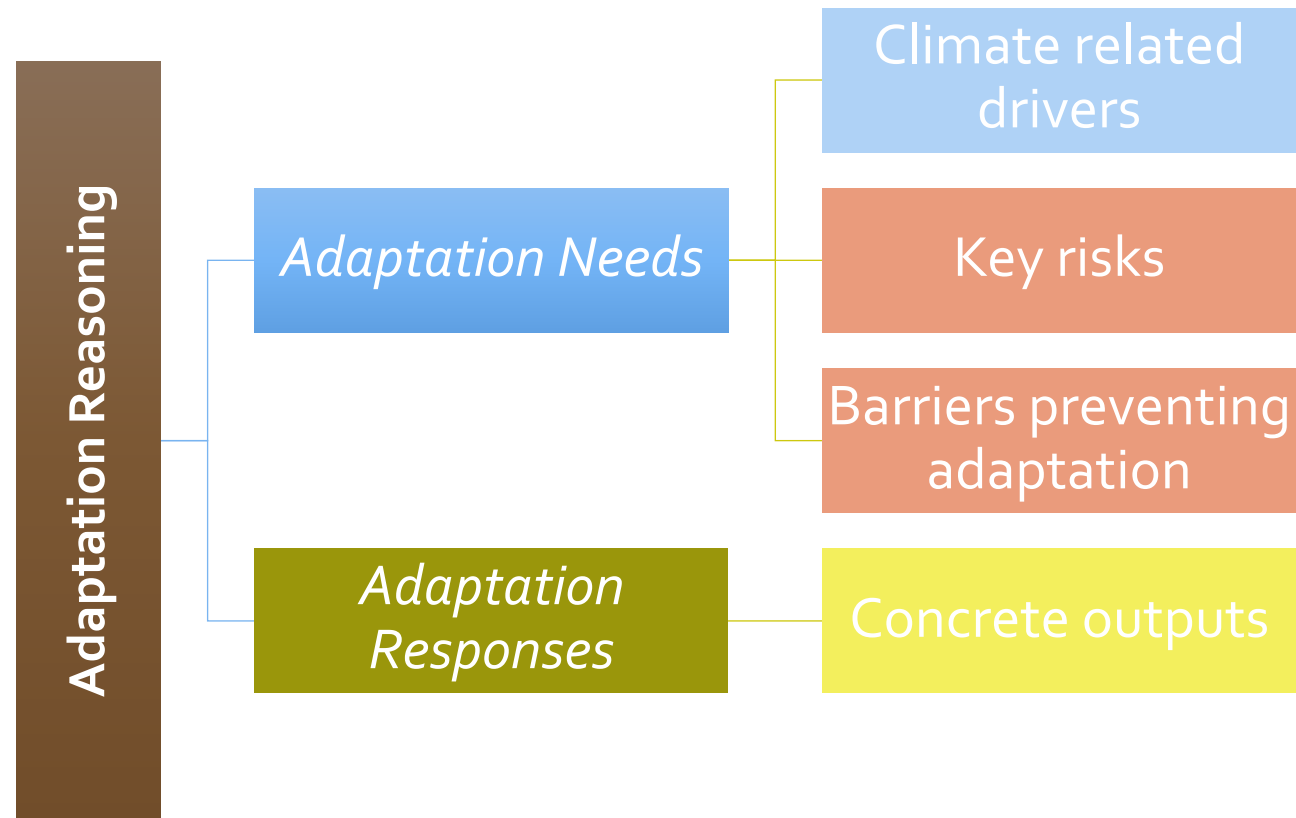 Adaptation Reasoning
Adaptation Needs
Climate related
drivers
Key risks
Barriers preventing
adaptation
Adaptation
Responses
Concrete outputs